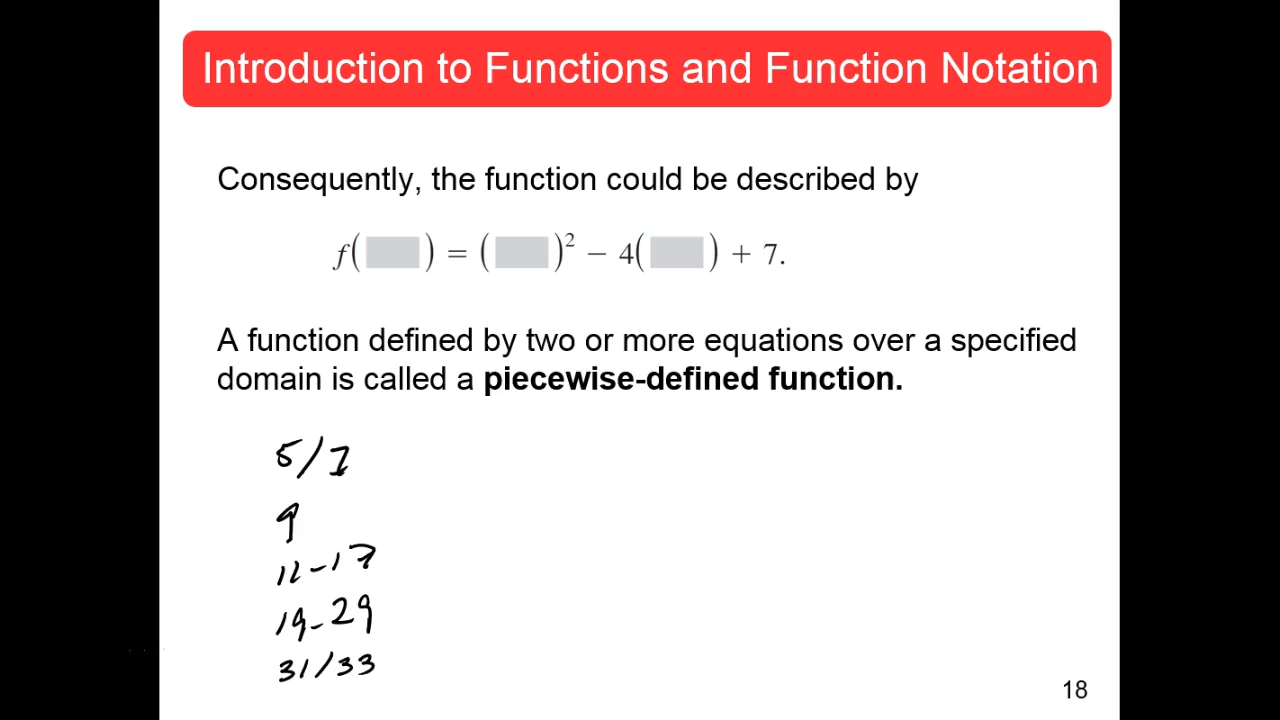 Introduction to Functions and Function Notation
Consequently, the function could be described by
f( ) = ( )² − 4( ) + 7.
A function defined by two or more equations over a specified
domain is called a piecewise-defined function.
5/7
9
11-17
19-29
31/33
18